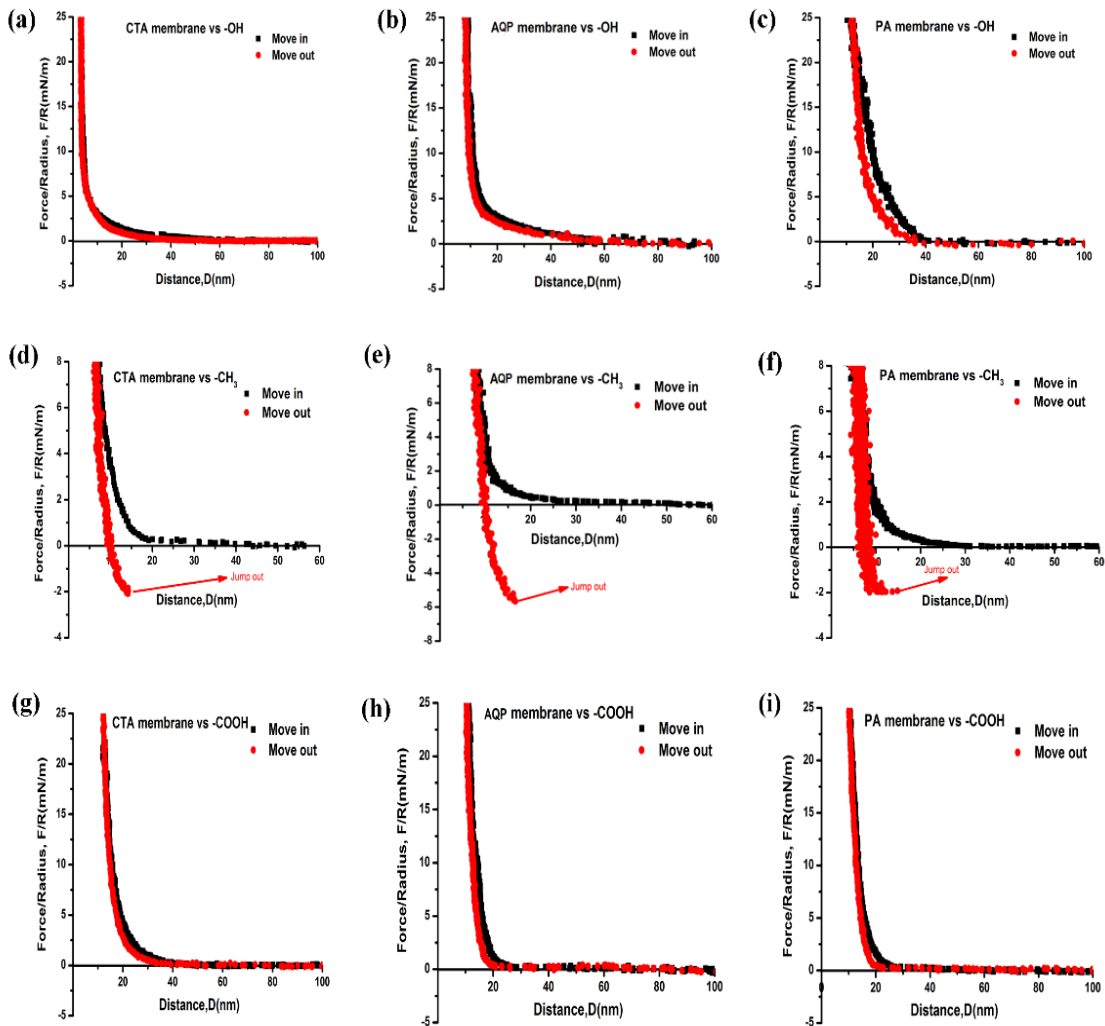 (a)
CTA membrane vs -OH
Move in
Move out
Force/Radius, F/R(mN/m)
25
20
15
10
5
0
-5
20
40
60
80
100
Distance,D(nm)
(b)
AQP membrane vs -OH
Move in
Move out
Force/Radius, F/R(mN/m)
25
20
15
10
5
0
-5
20
40
60
80
100
Distance,D(nm)
(c)
PA membrane vs -OH
Move in
Move out
Force/Radius, F/R(mN/m)
25
20
15
10
5
0
-5
20
40
60
80
100
Distance,D(nm)
(d)
CTA membrane vs -CH3
Move in
Move out
Force/Radius, F/R(mN/m)
8
6
4
2
0
-2
-4
10
20
30
40
50
60
Jump out
Distance,D(nm)
(e)
AQP membrane vs -CH3
Move in
Move out
Force/Radius, F/R(mN/m)
8
6
4
2
0
-2
-4
-6
-8
10
20
30
40
50
60
Distance,D(nm)
Jump out
(f)
PA membrane vs -CH3
Move in
Move out
Force/Radius, F/R(mN/m)
8
6
4
2
0
-2
-4
10
20
30
40
50
60
Jump out
Distance,D(nm)
(g)
CTA membrane vs -COOH
Move in
Move out
Force/Radius, F/R(mN/m)
25
20
15
10
5
0
-5
20
40
60
80
100
Distance,D(nm)
(h)
AQP membrane vs -COOH
Move in
Move out
Force/Radius, F/R(mN/m)
25
20
15
10
5
0
-5
20
40
60
80
100
Distance,D(nm)
(i)
PA membrane vs -COOH
Move in
Move out
Force/Radius, F/R(mN/m)
25
20
15
10
5
0
-5
0
20
40
60
80
100
Distance,D(nm)